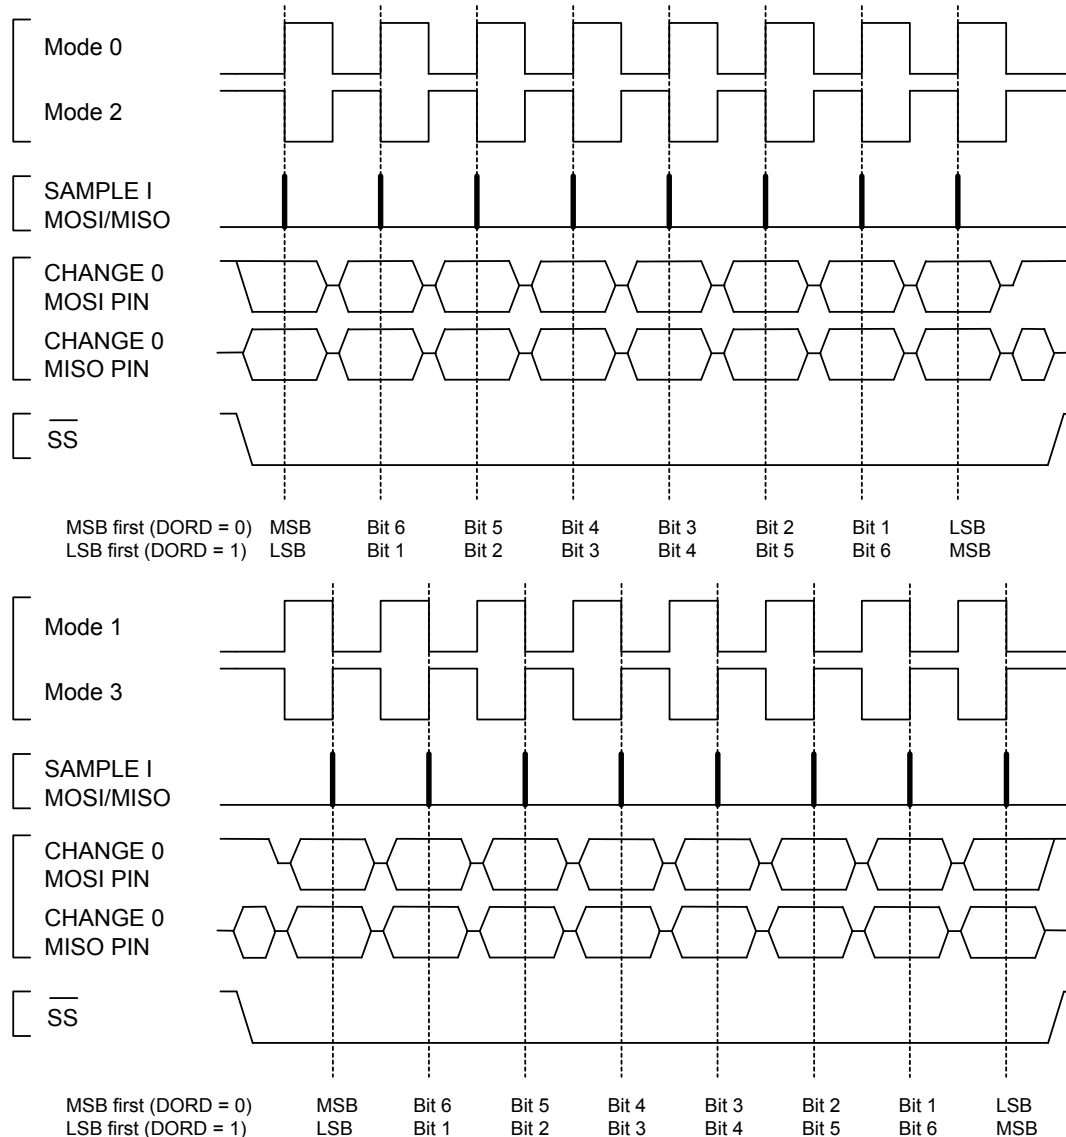 Mode 0
Mode 2
SAMPLE I
MOSI/MISO
CHANGE 0
MOSI PIN
CHANGE 0
MISO PIN
SS
MSB first (DORD = 0) MSB Bit 6 Bit 5 Bit 4 Bit 3 Bit 2 Bit 1 LSB
LSB first (DORD = 1) LSB Bit 1 Bit 2 Bit 3 Bit 4 Bit 5 Bit 6 MSB
Mode 1
Mode 3
SAMPLE I
MOSI/MISO
CHANGE 0
MOSI PIN
CHANGE 0
MISO PIN
SS
MSB first (DORD = 0) MSB Bit 6 Bit 5 Bit 4 Bit 3 Bit 2 Bit 1 LSB
LSB first (DORD = 1) LSB Bit 1 Bit 2 Bit 3 Bit 4 Bit 5 Bit 6 MSB